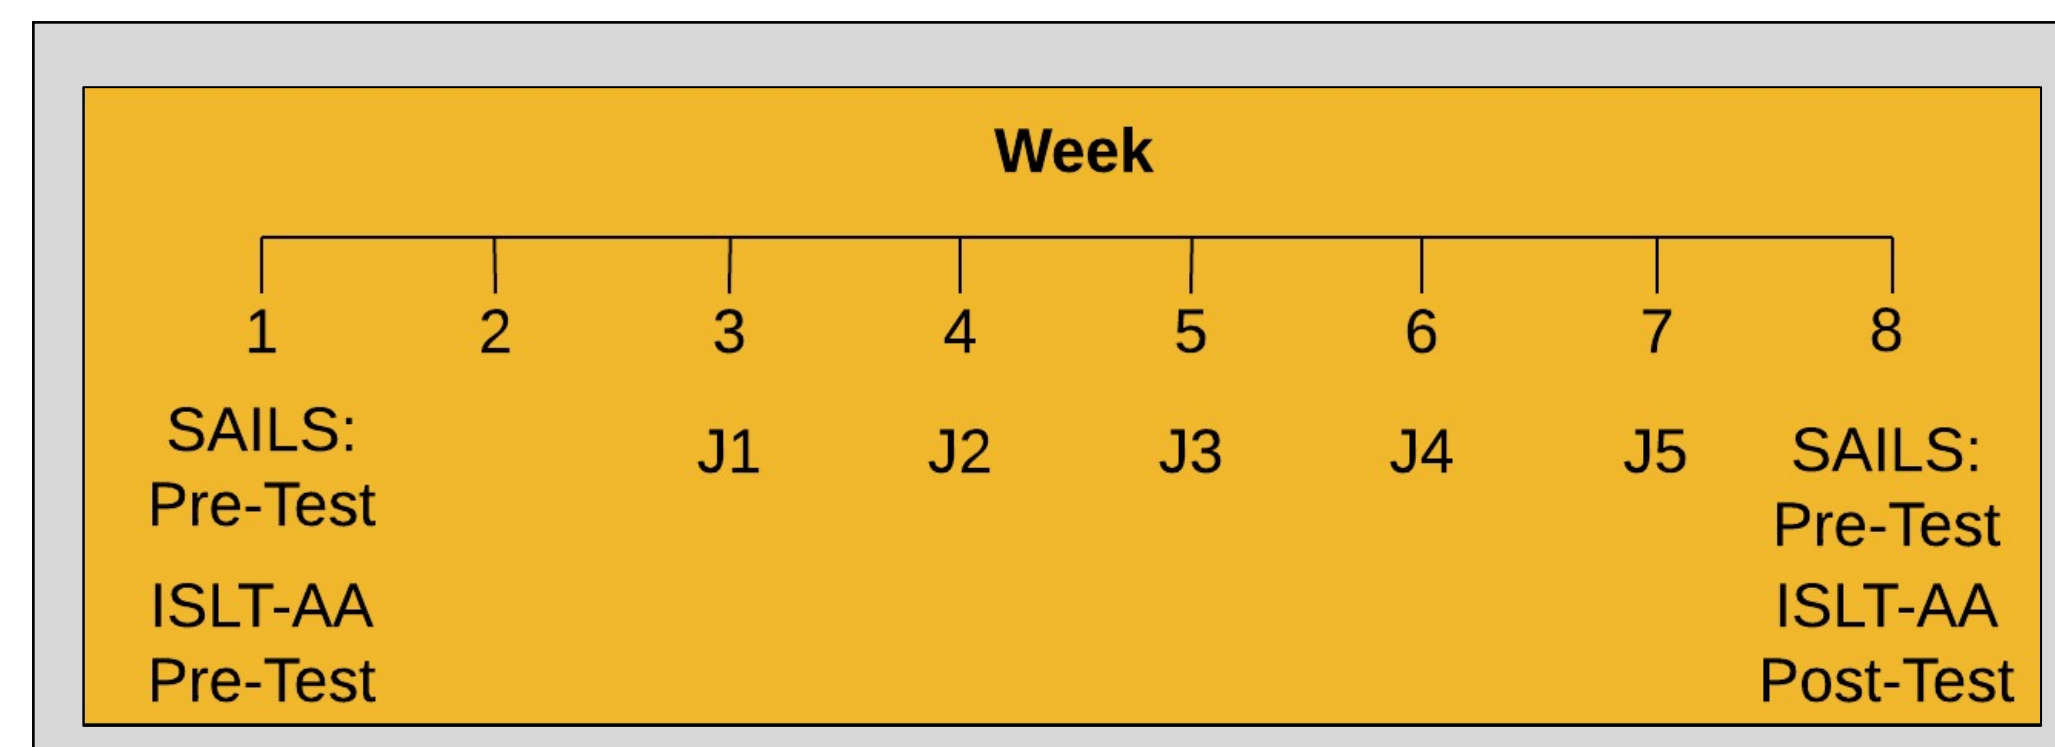 Week
1 2 3 4 5 6 7 8
SAILS: J1 J2 J3 J4 J5 SAILS:
Pre-Test Pre-Test
ISLT-AA ISLT-AA
Pre-Test Post-Test